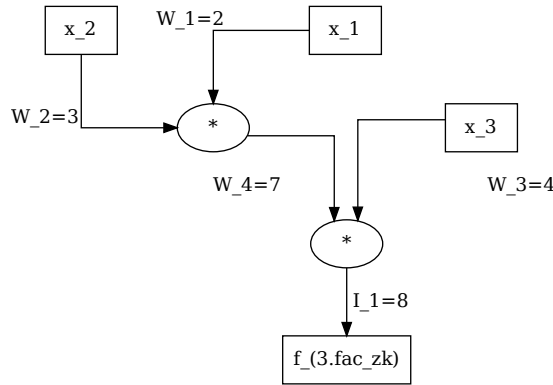 W_1=2
x_2
x_1
W_2=3
*
x_3
W_4=7
W_3=4
*
I_1=8
f_(3.fac_zk)